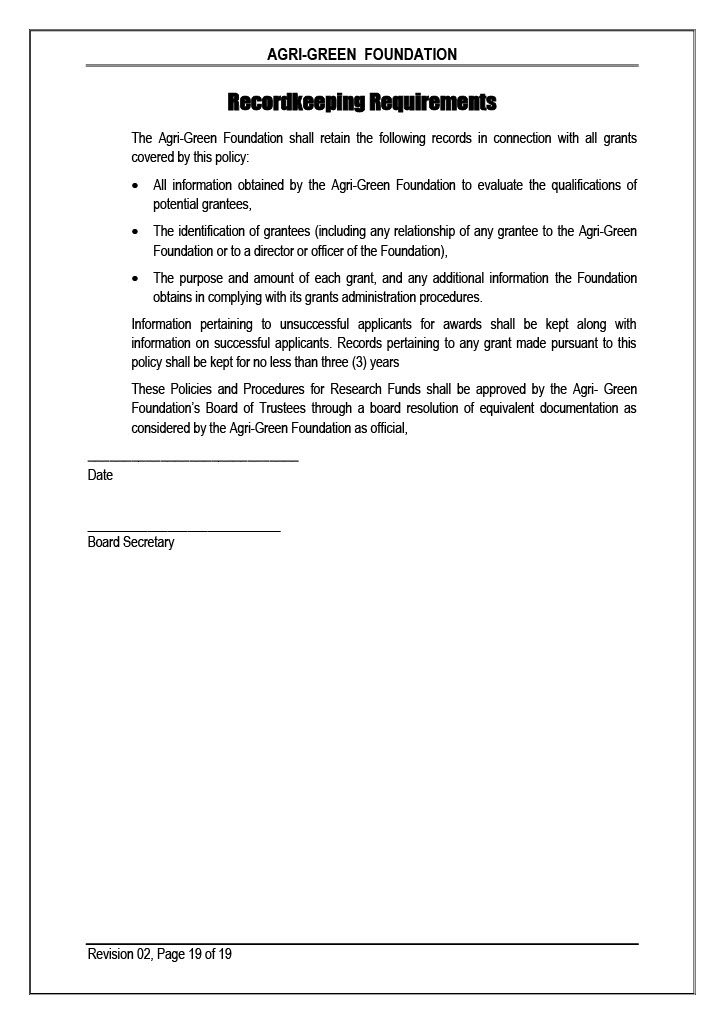 AGRI-GREEN FOUNDATION
Recordkeeping Requirements
The Agri-Green Foundation shall retain the following records in connection with all grants
covered by this policy:
• All information obtained by the Agri-Green Foundation to evaluate the qualifications of
potential grantees,
• The identification of grantees (including any relationship of any grantee to the Agri-Green
Foundation or to a director or officer of the Foundation),
• The purpose and amount of each grant, and any additional information the Foundation
obtains in complying with its grants administration procedures.
Information pertaining to unsuccessful applicants for awards shall be kept along with
information on successful applicants. Records pertaining to any grant made pursuant to this
policy shall be kept for no less than three (3) years
These Policies and Procedures for Research Funds shall be approved by the Agri- Green
Foundation's Board of Trustees through a board resolution of equivalent documentation as
considered by the Agri-Green Foundation as official,
Date
Board Secretary
Revision 02, Page 19 of 19